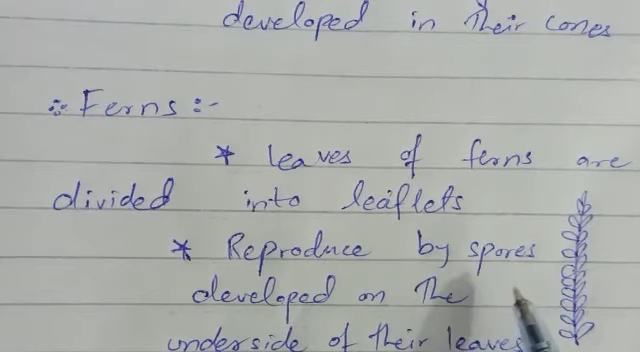 developed in their cones
∴ Ferns :-
* leaves of ferns are
divided into leaflets
* Reproduce by spores
developed on the
underside of their leaves